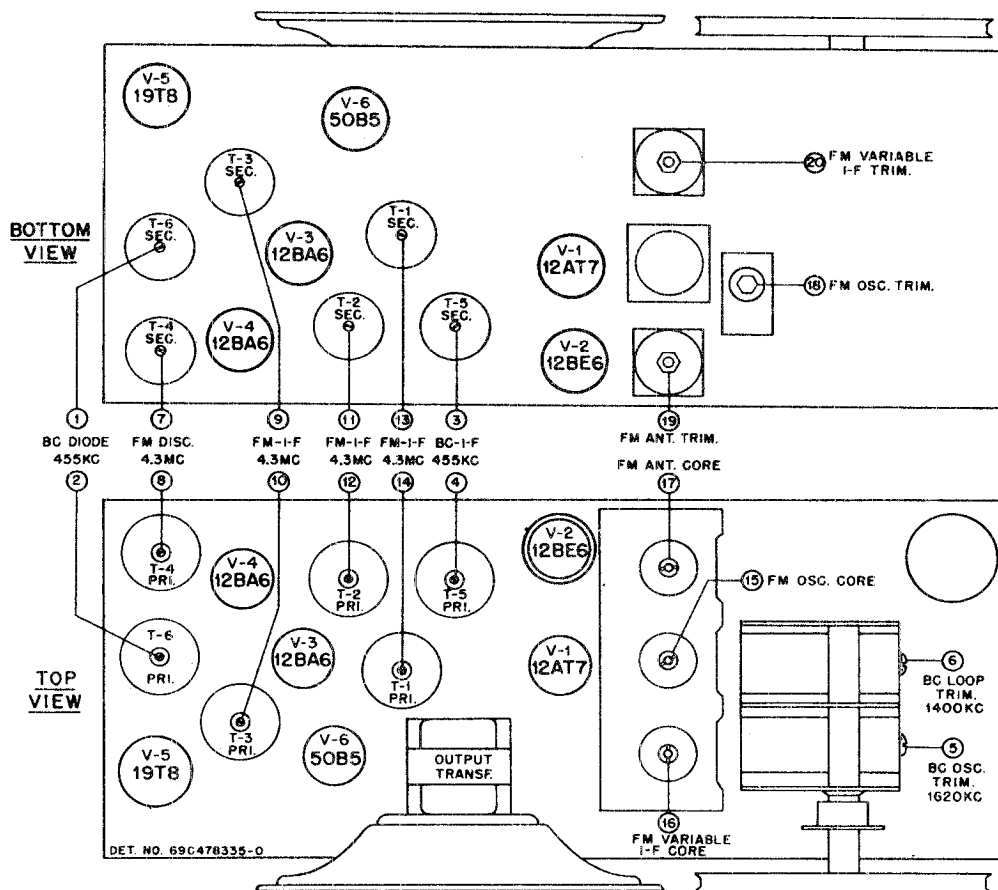 V-5
19T8
V-6
50B5
T-3
SEC.
20 FM VARIABLE
I-F TRIM.
BOTTOM
VIEW
T-6
SEC.
V-3
12BA6
T-1
SEC.
V-1
12AT7
18 FM OSC. TRIM.
T-4
SEC.
V-4
12BA6
T-2
SEC.
T-5
SEC.
V-2
12BE6
1 7 9 11 13 3 19
BC DIODE
455KC
FM DISC.
4.3MC
FM-I-F
4.3MC
FM-I-F
4.3MC
FM-I-F
4.3MC
BC-I-F
455KC
FM ANT. TRIM.
FM ANT. CORE
2 8 10 12 14 4 17
T-4
PRI.
V-4
12BA6
T-2
PRI.
T-5
PRI.
V-2
12BE6
15 FM OSC. CORE
TOP
VIEW
T-6
PRI.
V-3
12BA6
T-1
PRI.
V-1
12AT7
6
BC LOOP
TRIM.
1400KC
T-3
PRI.
V-5
19T8
V-6
50B5
OUTPUT
TRANSF.
5
BC OSC.
TRIM.
1620KC
16
FM VARIABLE
I-F CORE
DET. NO. 69C478335-0